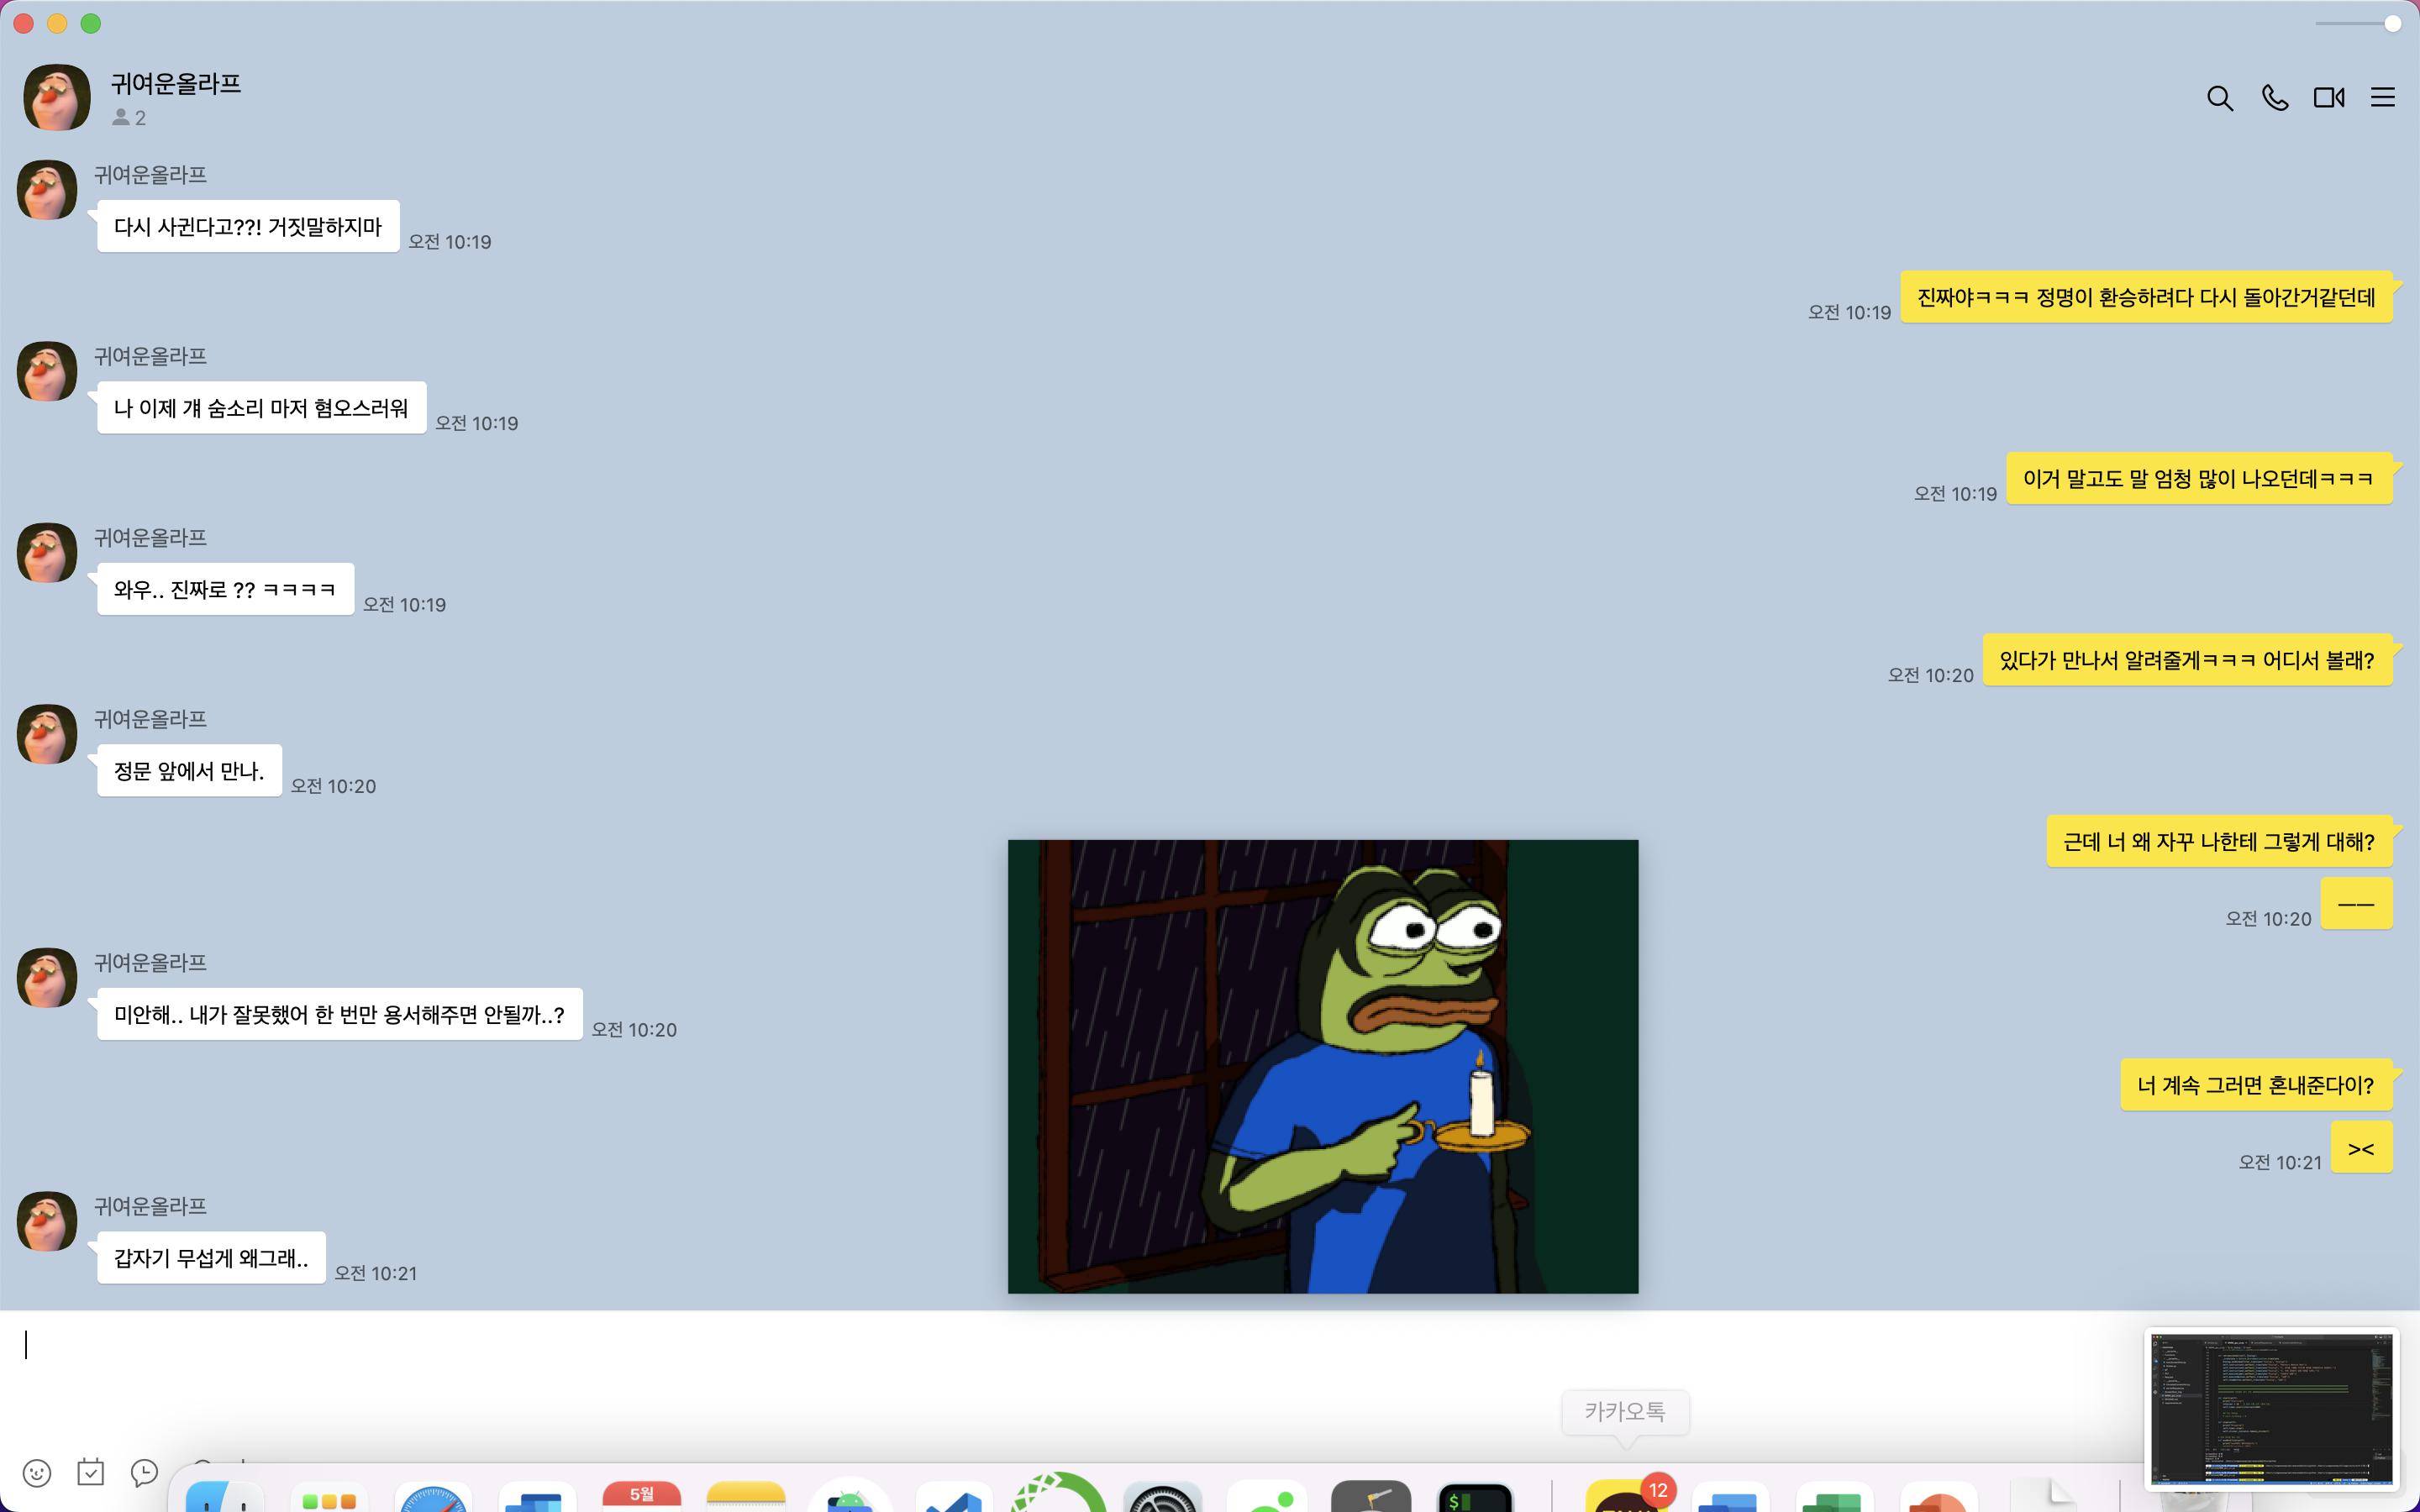 귀여운올라프
2
귀여운올라프
다시 사귄다고??! 거짓말하지마
오전 10:19
진짜야ㅋㅋㅋ 정명이 환승하려다 다시 돌아간거같던데
오전 10:19
귀여운올라프
나 이제 걔 숨소리 마저 혐오스러워
오전 10:19
이거 말고도 말 엄청 많이 나오던데ㅋㅋㅋ
오전 10:19
귀여운올라프
와우.. 진짜로 ?? ㅋㅋㅋㅋ
오전 10:19
있다가 만나서 알려줄게ㅋㅋㅋ 어디서 볼래?
오전 10:20
귀여운올라프
정문 앞에서 만나.
오전 10:20
근데 너 왜 자꾸 나한테 그렇게 대해?
ㅡㅡ
오전 10:20
귀여운올라프
미안해.. 내가 잘못했어 한 번만 용서해주면 안될까..?
오전 10:20
너 계속 그러면 혼내준다이?
><
오전 10:21
귀여운올라프
갑자기 무섭게 왜그래..
오전 10:21
카카오톡
5월
$
12